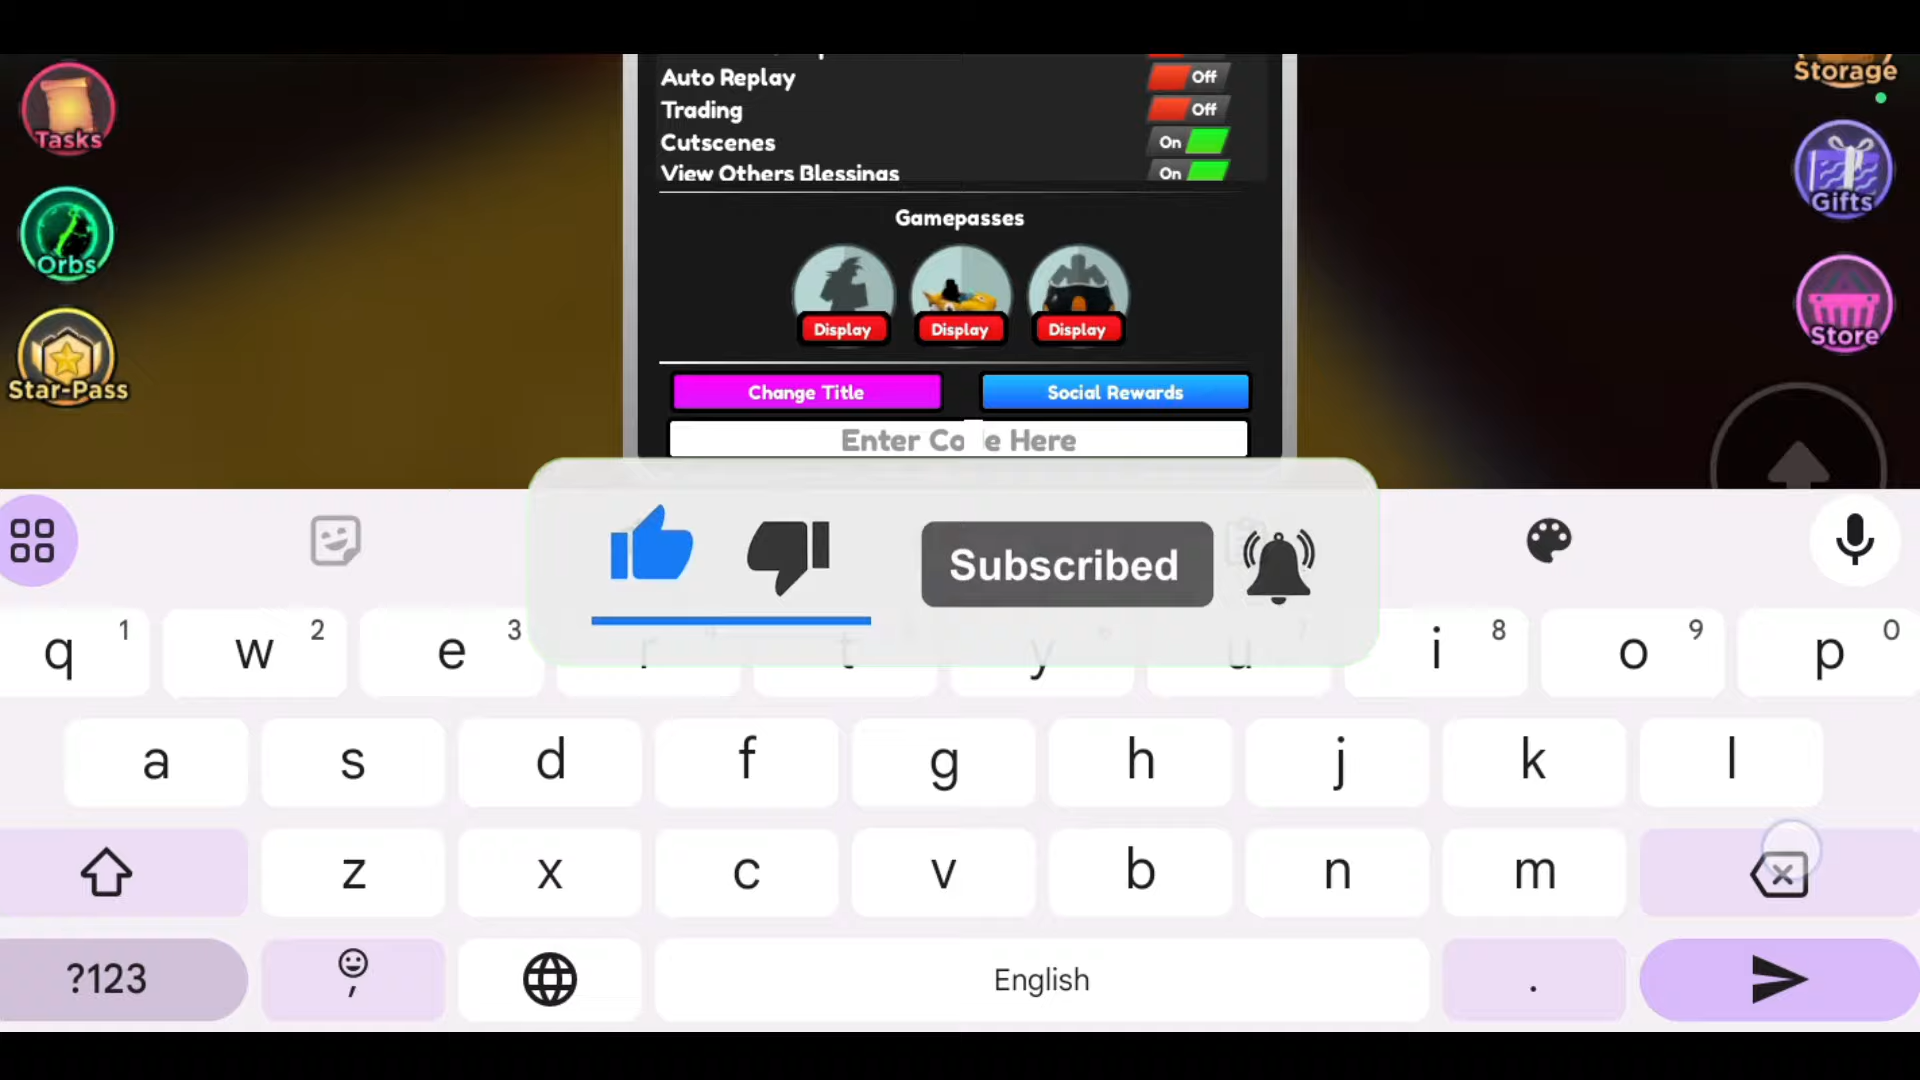 Auto Replay Off
Trading Off
Cutscenes On
View Others Blessings On
Gamepasses
Display Display Display
Change Title Social Rewards
Enter Co e Here
Tasks
Orbs
Star-Pass
Storage
Gifts
Store
Subscribed
q 1 w 2 e 3 r t y u 7 i 8 o 9 p 0
a s d f g h j k l
z x c v b n m
?123 , English .